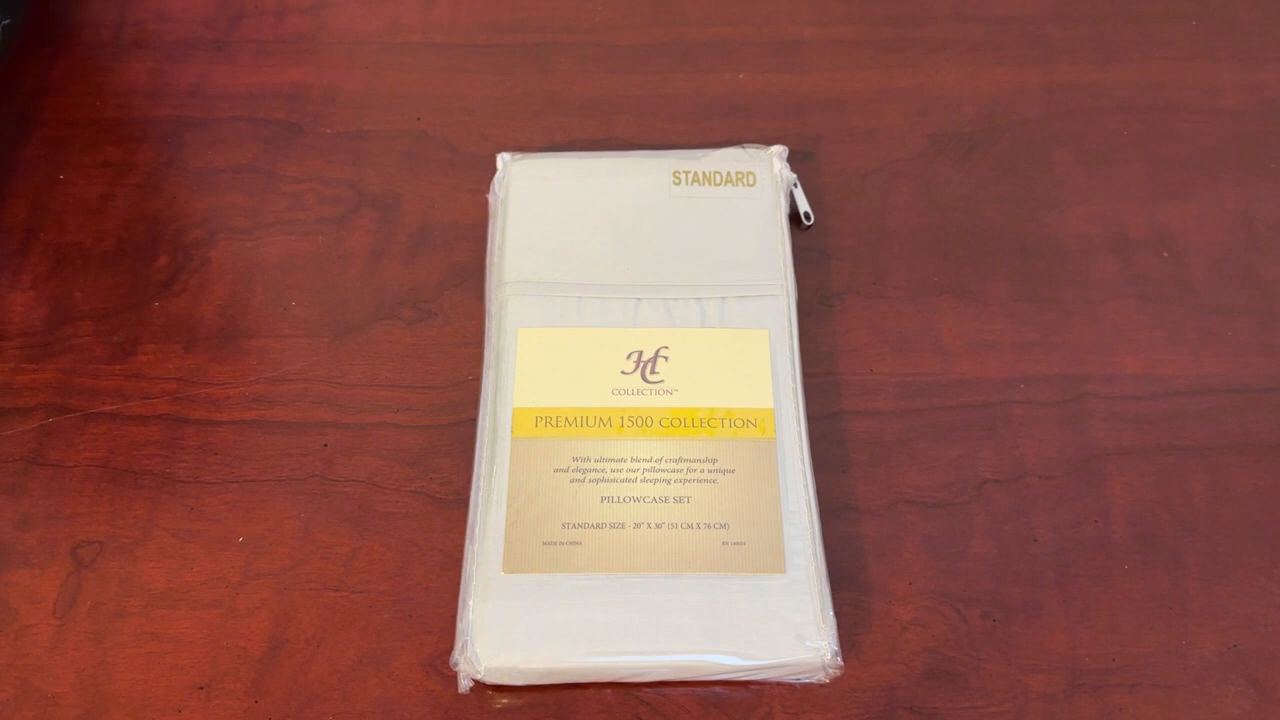 STANDARD
HC
COLLECTION™
PREMIUM 1500 COLLECTION
With ultimate blend of craftmanship
and elegance, use our pillowcase for a unique
and sophisicated sleeping experience.
PILLOWCASE SET
STANDARD SIZE - 20" X 30" (51 CM X 76 CM)
MADE IN CHINA